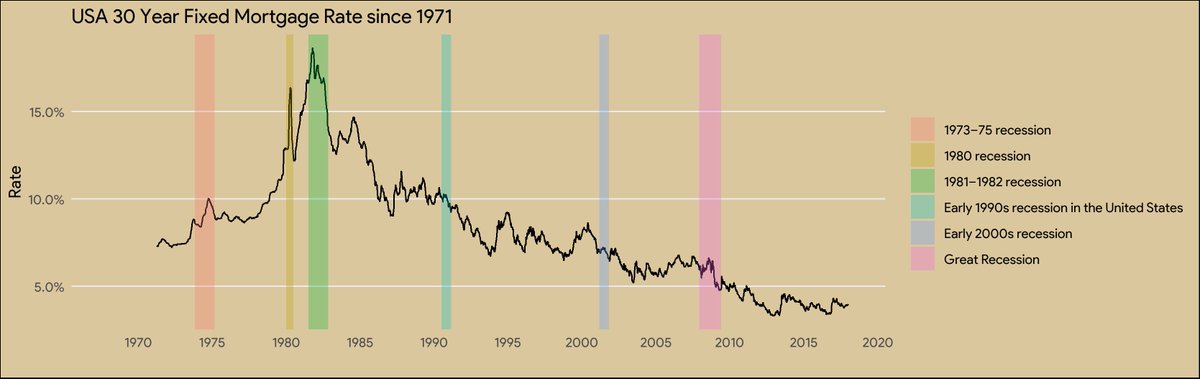 USA 30 Year Fixed Mortgage Rate since 1971
Rate
15.0%
10.0%
5.0%
1970 1975 1980 1985 1990 1995 2000 2005 2010 2015 2020
1973–75 recession
1980 recession
1981–1982 recession
Early 1990s recession in the United States
Early 2000s recession
Great Recession